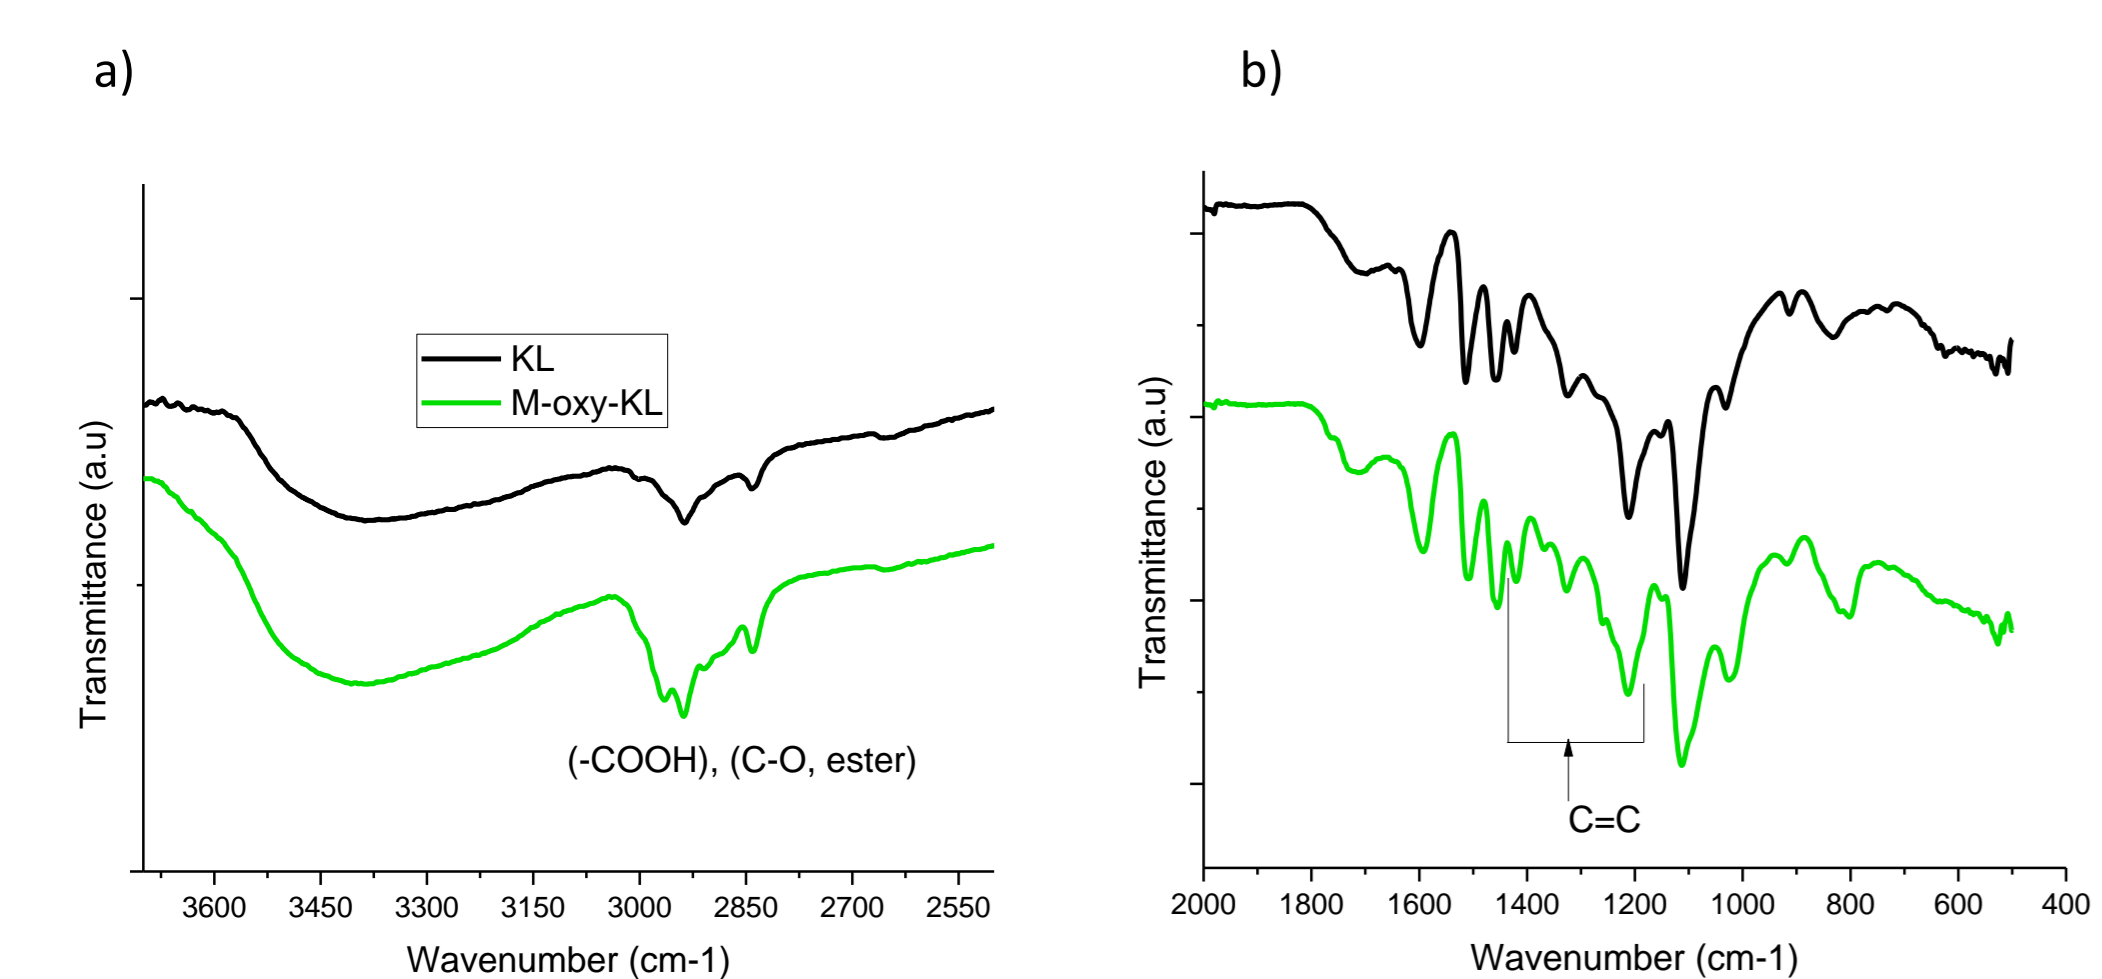 a)
KL
M-oxy-KL
(-COOH), (C-O, ester)
Transmittance (a.u)
3600 3450 3300 3150 3000 2850 2700 2550
Wavenumber (cm-1)
b)
Transmittance (a.u)
C=C
2000 1800 1600 1400 1200 1000 800 600 400
Wavenumber (cm-1)